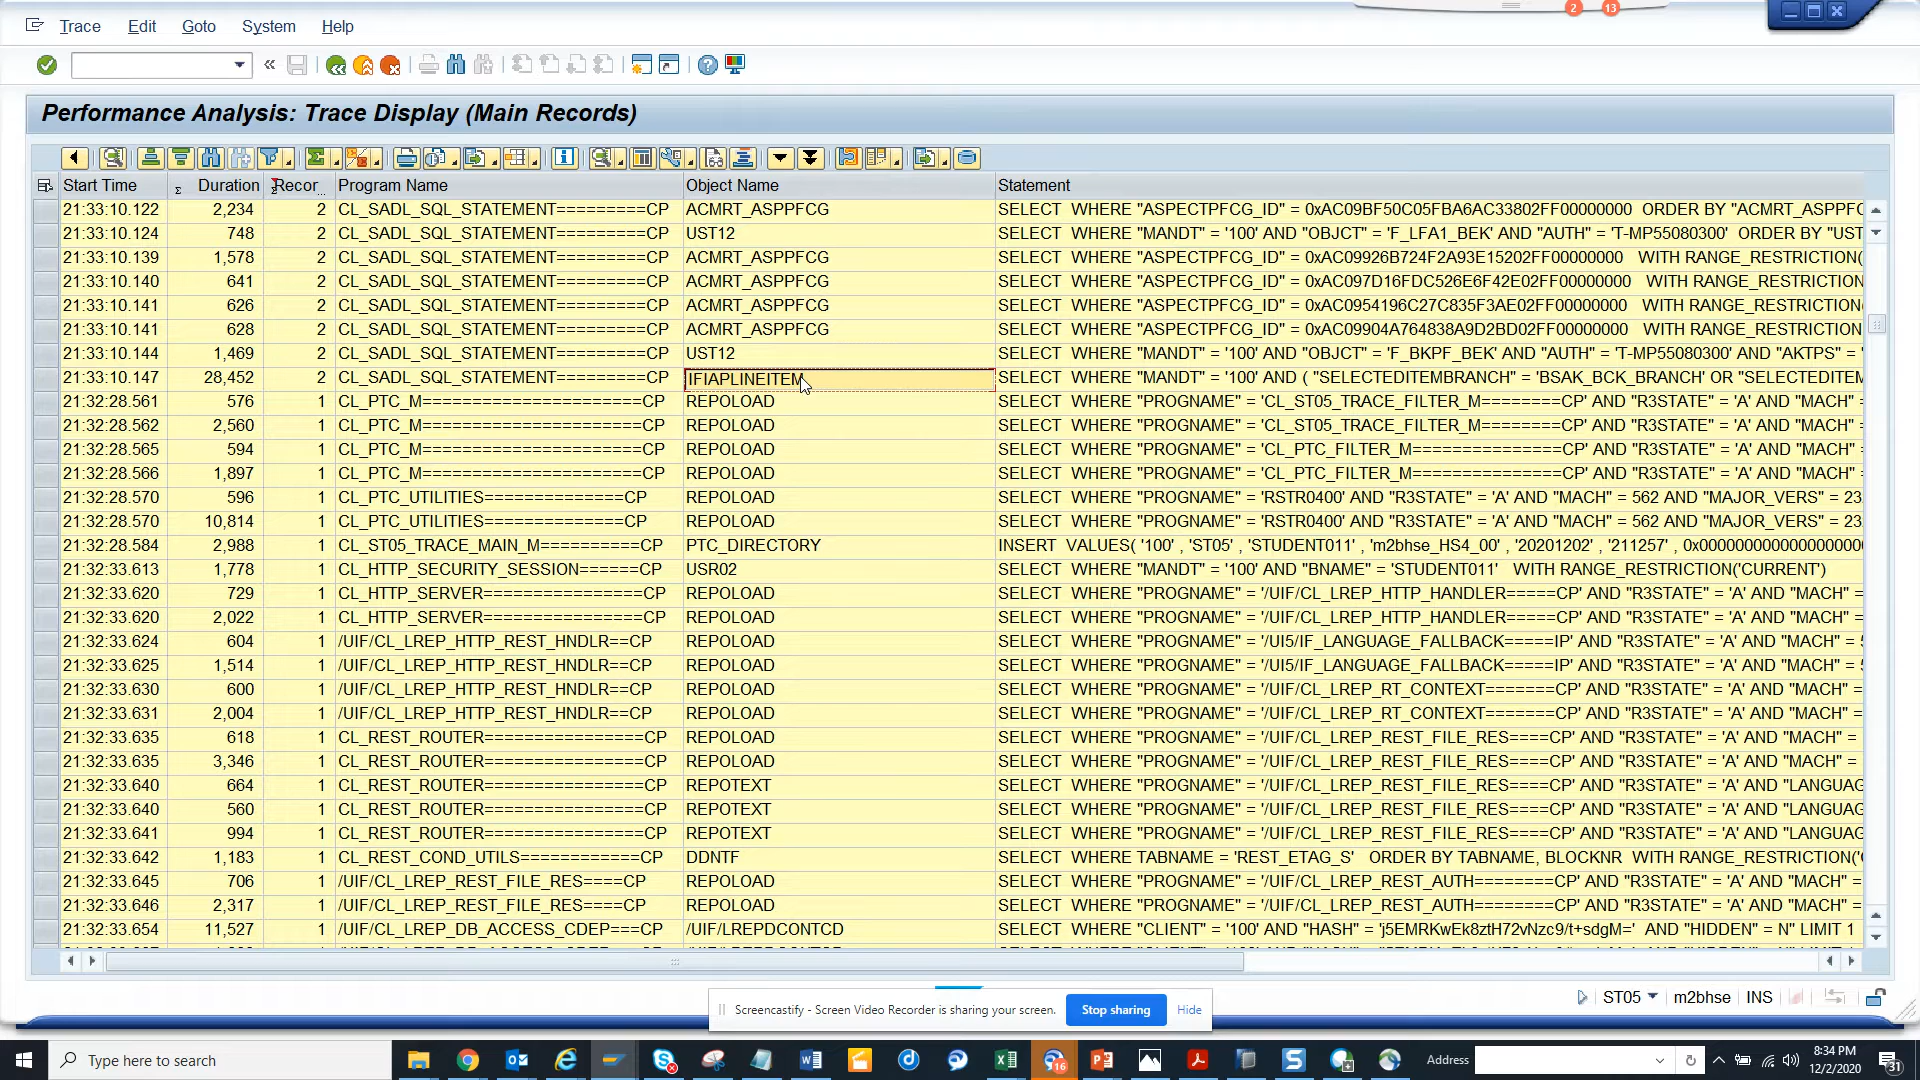 2 13
Trace Edit Goto System Help
Performance Analysis: Trace Display (Main Records)
Start Time Duration Recor Program Name Object Name Statement
21:33:10.122 2,234 2 CL_SADL_SQL_STATEMENT=========CP ACMRT_ASPPFCG SELECT WHERE "ASPECTPFCG_ID" = 0xAC09BF50C05FBA6AC33802FF00000000 ORDER BY "ACMRT_ASPPFC
21:33:10.124 748 2 CL_SADL_SQL_STATEMENT=========CP UST12 SELECT WHERE "MANDT" = '100' AND "OBJCT" = 'F_LFA1_BEK' AND "AUTH" = 'T-MP55080300' ORDER BY "UST
21:33:10.139 1,578 2 CL_SADL_SQL_STATEMENT=========CP ACMRT_ASPPFCG SELECT WHERE "ASPECTPFCG_ID" = 0xAC09926B724F2A93E15202FF00000000 WITH RANGE_RESTRICTION(
21:33:10.140 641 2 CL_SADL_SQL_STATEMENT=========CP ACMRT_ASPPFCG SELECT WHERE "ASPECTPFCG_ID" = 0xAC097D16FDC526E6F42E02FF00000000 WITH RANGE_RESTRICTION
21:33:10.141 626 2 CL_SADL_SQL_STATEMENT=========CP ACMRT_ASPPFCG SELECT WHERE "ASPECTPFCG_ID" = 0xAC0954196C27C835F3AE02FF00000000 WITH RANGE_RESTRICTION(
21:33:10.141 628 2 CL_SADL_SQL_STATEMENT=========CP ACMRT_ASPPFCG SELECT WHERE "ASPECTPFCG_ID" = 0xAC09904A764838A9D2BD02FF00000000 WITH RANGE_RESTRICTION
21:33:10.144 1,469 2 CL_SADL_SQL_STATEMENT=========CP UST12 SELECT WHERE "MANDT" = '100' AND "OBJCT" = 'F_BKPF_BEK' AND "AUTH" = 'T-MP55080300' AND "AKTPS" = '
21:33:10.147 28,452 2 CL_SADL_SQL_STATEMENT=========CP IFIAPLINEITEM SELECT WHERE "MANDT" = '100' AND ( "SELECTEDITEMBRANCH" = 'BSAK_BCK_BRANCH' OR "SELECTEDITEM
21:32:28.561 576 1 CL_PTC_M======================CP REPOLOAD SELECT WHERE "PROGNAME" = 'CL_ST05_TRACE_FILTER_M========CP' AND "R3STATE" = 'A' AND "MACH" =
21:32:28.562 2,560 1 CL_PTC_M======================CP REPOLOAD SELECT WHERE "PROGNAME" = 'CL_ST05_TRACE_FILTER_M========CP' AND "R3STATE" = 'A' AND "MACH" =
21:32:28.565 594 1 CL_PTC_M======================CP REPOLOAD SELECT WHERE "PROGNAME" = 'CL_PTC_FILTER_M===============CP' AND "R3STATE" = 'A' AND "MACH" =
21:32:28.566 1,897 1 CL_PTC_M======================CP REPOLOAD SELECT WHERE "PROGNAME" = 'CL_PTC_FILTER_M===============CP' AND "R3STATE" = 'A' AND "MACH" =
21:32:28.570 596 1 CL_PTC_UTILITIES==============CP REPOLOAD SELECT WHERE "PROGNAME" = 'RSTR0400' AND "R3STATE" = 'A' AND "MACH" = 562 AND "MAJOR_VERS" = 23
21:32:28.570 10,814 1 CL_PTC_UTILITIES==============CP REPOLOAD SELECT WHERE "PROGNAME" = 'RSTR0400' AND "R3STATE" = 'A' AND "MACH" = 562 AND "MAJOR_VERS" = 23
21:32:28.584 2,988 1 CL_ST05_TRACE_MAIN_M==========CP PTC_DIRECTORY INSERT VALUES( '100' , 'ST05' , 'STUDENT011' , 'm2bhse_HS4_00' , '20201202' , '211257' , 0x00000000000000000
21:32:33.613 1,778 1 CL_HTTP_SECURITY_SESSION======CP USR02 SELECT WHERE "MANDT" = '100' AND "BNAME" = 'STUDENT011' WITH RANGE_RESTRICTION('CURRENT')
21:32:33.620 729 1 CL_HTTP_SERVER================CP REPOLOAD SELECT WHERE "PROGNAME" = '/UIF/CL_LREP_HTTP_HANDLER=====CP' AND "R3STATE" = 'A' AND "MACH" =
21:32:33.620 2,022 1 CL_HTTP_SERVER================CP REPOLOAD SELECT WHERE "PROGNAME" = '/UIF/CL_LREP_HTTP_HANDLER=====CP' AND "R3STATE" = 'A' AND "MACH" =
21:32:33.624 604 1 /UIF/CL_LREP_HTTP_REST_HNDLR==CP REPOLOAD SELECT WHERE "PROGNAME" = '/UI5/IF_LANGUAGE_FALLBACK=====IP' AND "R3STATE" = 'A' AND "MACH" = 5
21:32:33.625 1,514 1 /UIF/CL_LREP_HTTP_REST_HNDLR==CP REPOLOAD SELECT WHERE "PROGNAME" = '/UI5/IF_LANGUAGE_FALLBACK=====IP' AND "R3STATE" = 'A' AND "MACH" = 5
21:32:33.630 600 1 /UIF/CL_LREP_HTTP_REST_HNDLR==CP REPOLOAD SELECT WHERE "PROGNAME" = '/UIF/CL_LREP_RT_CONTEXT=======CP' AND "R3STATE" = 'A' AND "MACH" =
21:32:33.631 2,004 1 /UIF/CL_LREP_HTTP_REST_HNDLR==CP REPOLOAD SELECT WHERE "PROGNAME" = '/UIF/CL_LREP_RT_CONTEXT=======CP' AND "R3STATE" = 'A' AND "MACH" =
21:32:33.635 618 1 CL_REST_ROUTER================CP REPOLOAD SELECT WHERE "PROGNAME" = '/UIF/CL_LREP_REST_FILE_RES====CP' AND "R3STATE" = 'A' AND "MACH" =
21:32:33.635 3,346 1 CL_REST_ROUTER================CP REPOLOAD SELECT WHERE "PROGNAME" = '/UIF/CL_LREP_REST_FILE_RES====CP' AND "R3STATE" = 'A' AND "MACH" =
21:32:33.640 664 1 CL_REST_ROUTER================CP REPOTEXT SELECT WHERE "PROGNAME" = '/UIF/CL_LREP_REST_FILE_RES====CP' AND "R3STATE" = 'A' AND "LANGUAG
21:32:33.640 560 1 CL_REST_ROUTER================CP REPOTEXT SELECT WHERE "PROGNAME" = '/UIF/CL_LREP_REST_FILE_RES====CP' AND "R3STATE" = 'A' AND "LANGUAG
21:32:33.641 994 1 CL_REST_ROUTER================CP REPOTEXT SELECT WHERE "PROGNAME" = '/UIF/CL_LREP_REST_FILE_RES====CP' AND "R3STATE" = 'A' AND "LANGUAG
21:32:33.642 1,183 1 CL_REST_COND_UTILS============CP DDNTF SELECT WHERE TABNAME = 'REST_ETAG_S' ORDER BY TABNAME, BLOCKNR WITH RANGE_RESTRICTION('
21:32:33.645 706 1 /UIF/CL_LREP_REST_FILE_RES====CP REPOLOAD SELECT WHERE "PROGNAME" = '/UIF/CL_LREP_REST_AUTH========CP' AND "R3STATE" = 'A' AND "MACH" =
21:32:33.646 2,317 1 /UIF/CL_LREP_REST_FILE_RES====CP REPOLOAD SELECT WHERE "PROGNAME" = '/UIF/CL_LREP_REST_AUTH========CP' AND "R3STATE" = 'A' AND "MACH" =
21:32:33.654 11,527 1 /UIF/CL_LREP_DB_ACCESS_CDEP===CP /UIF/LREPDCONTCD SELECT WHERE "CLIENT" = '100' AND "HASH" = 'j5EMRKwEk8ztH72vNzc9/t+sdgM=' AND "HIDDEN" = N'' LIMIT 1
Screencastify - Screen Video Recorder is sharing your screen. Stop sharing Hide
ST05 m2bhse INS
Type here to search
16
Address
8:34 PM
12/2/2020
31